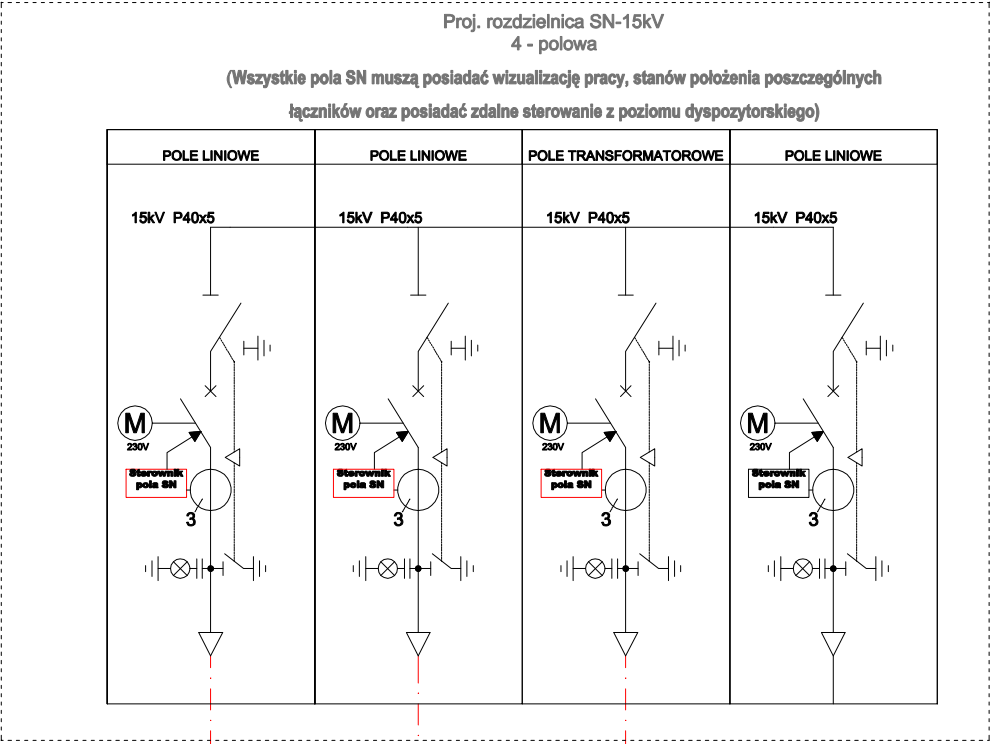 Proj. rozdzielnica SN-15kV
4 - polowa
(Wszystkie pola SN muszą posiadać wizualizację pracy, stanów położenia poszczególnych
łączników oraz posiadać zdalne sterowanie z poziomu dyspozytorskiego)
POLE LINIOWE POLE LINIOWE POLE TRANSFORMATOROWE POLE LINIOWE
15kV P40x5 15kV P40x5 15kV P40x5 15kV P40x5
M M M M
230V 230V 230V 230V
Sterownik Sterownik Sterownik Sterownik
pola SN pola SN pola SN pola SN
3 3 3 3